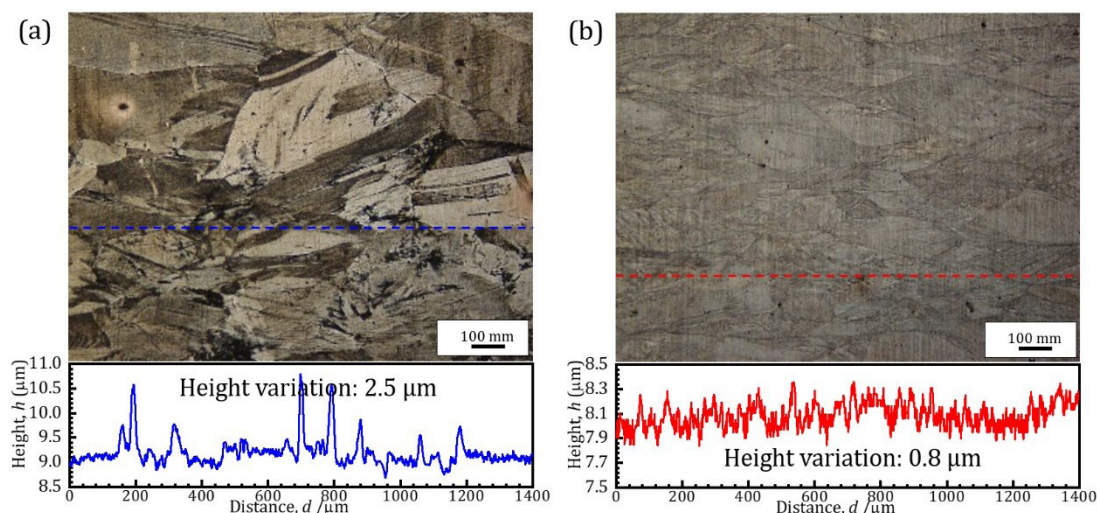 (a)
100 mm
11.0
10.5
10.0
9.5
9.0
8.5
Height, h (μm)
Height variation: 2.5 μm
0 200 400 600 800 1000 1200 1400
Distance, d /μm
(b)
100 mm
8.5
8.3
8.1
7.9
7.7
7.5
Height, h (μm)
Height variation: 0.8 μm
0 200 400 600 800 1000 1200 1400
Distance, d /μm